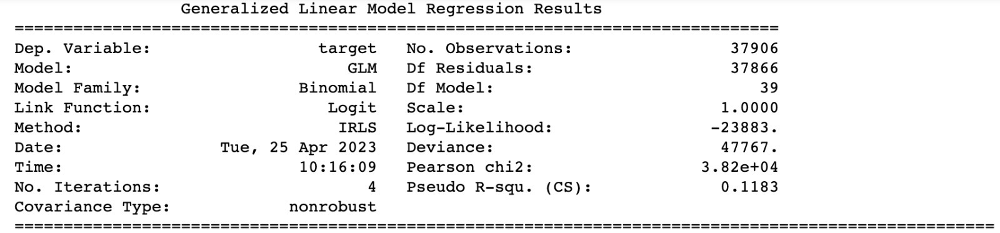 Generalized Linear Model Regression Results
==============================================================================
Dep. Variable:                 target   No. Observations:                37906
Model:                            GLM   Df Residuals:                    37866
Model Family:                Binomial   Df Model:                           39
Link Function:                  Logit   Scale:                          1.0000
Method:                          IRLS   Log-Likelihood:                -23883.
Date:                Tue, 25 Apr 2023   Deviance:                       47767.
Time:                        10:16:09   Pearson chi2:                 3.82e+04
No. Iterations:                     4   Pseudo R-squ. (CS):             0.1183
Covariance Type:            nonrobust
====================================================================================================